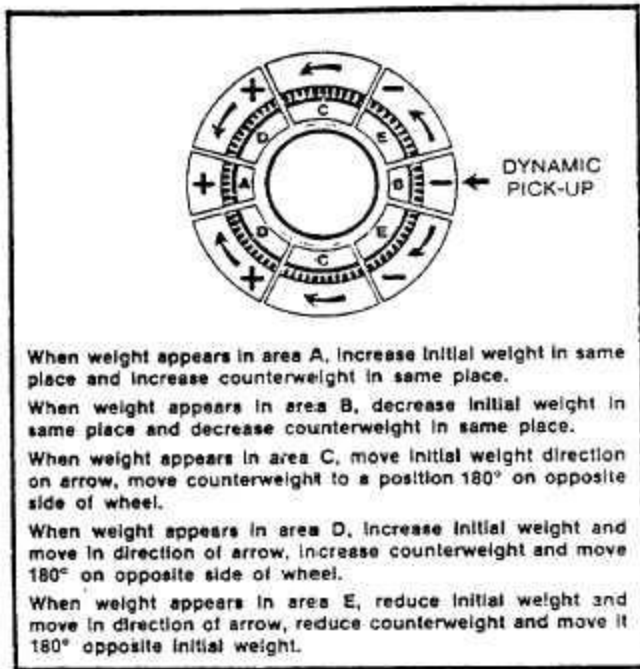 +
+
A
D
D
C
C
E
E
B
−
−
−
+
DYNAMIC
PICK-UP
When weight appears in area A, increase initial weight in same
place and increase counterweight in same place.
When weight appears in area B, decrease initial weight in
same place and decrease counterweight in same place.
When weight appears in area C, move initial weight direction
on arrow, move counterweight to a position 180° on opposite
side of wheel.
When weight appears in area D, increase initial weight and
move in direction of arrow, increase counterweight and move
180° on opposite side of wheel.
When weight appears in area E, reduce initial weight and
move in direction of arrow, reduce counterweight and move it
180° opposite initial weight.